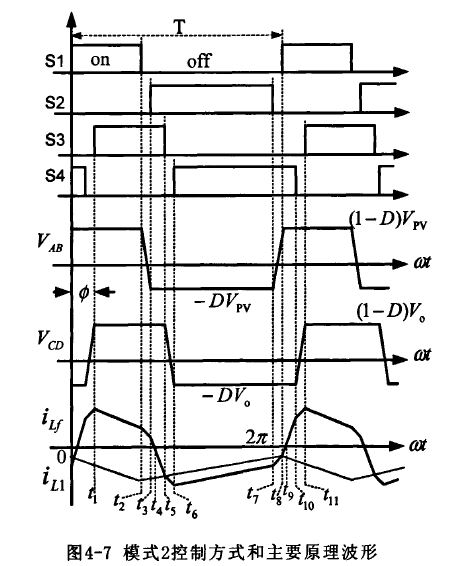 T
S1
on
off
S2
S3
S4
V_AB
(1−D)V_PV
ωt
ϕ
−DV_PV
V_CD
(1−D)V_o
ωt
−DV_o
i_Lf
2π
ωt
0
i_L1
t_1 t_2 t_3 t_4 t_5 t_6 t_7 t_8 t_9 t_10 t_11
图4-7 模式2控制方式和主要原理波形